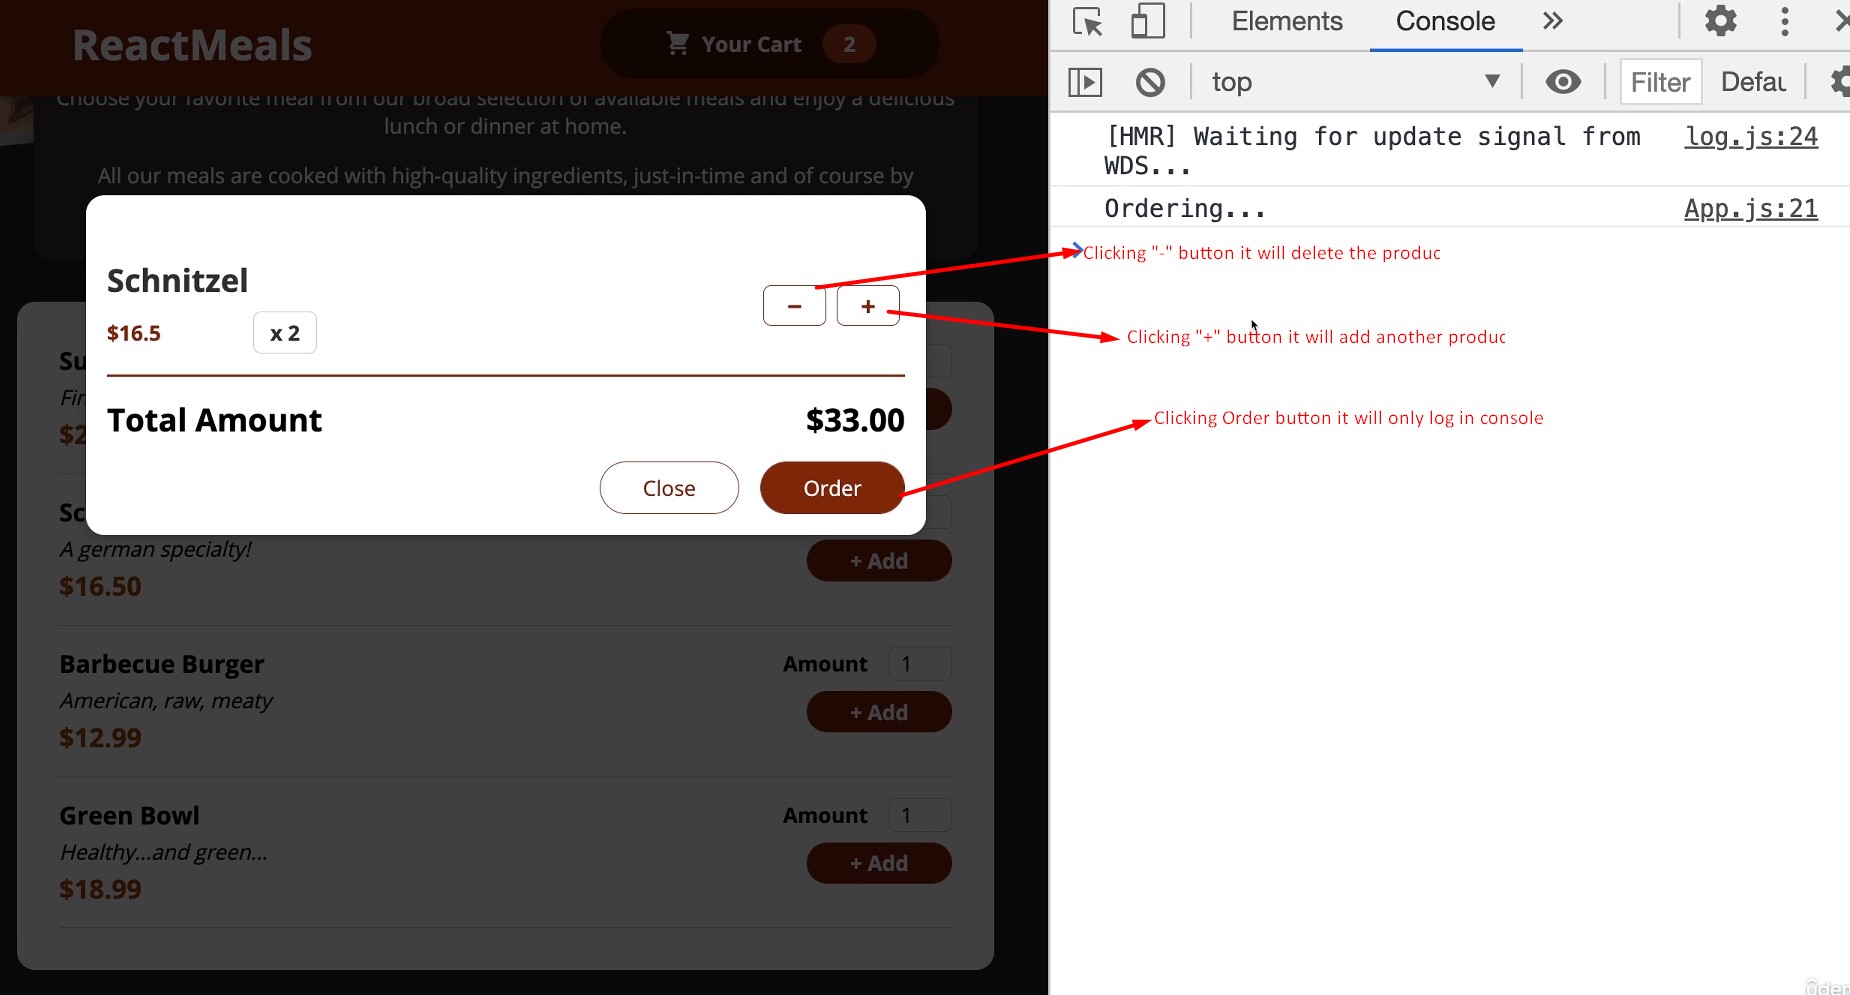 ReactMeals
Your Cart 2
Choose your favorite meal from our broad selection of available meals and enjoy a delicious
lunch or dinner at home.
All our meals are cooked with high-quality ingredients, just-in-time and of course by
Schnitzel
− +
$16.5 x 2
Total Amount $33.00
Close Order
Su
Fir
$2
Sc
A german specialty!
$16.50
+ Add
Barbecue Burger
American, raw, meaty
$12.99
Amount 1
+ Add
Green Bowl
Healthy...and green...
$18.99
Amount 1
+ Add
Elements Console »
top ▼ Filter Defau
[HMR] Waiting for update signal from log.js:24
WDS...
Ordering... App.js:21
Clicking "-" button it will delete the produc
Clicking "+" button it will add another produc
Clicking Order button it will only log in console